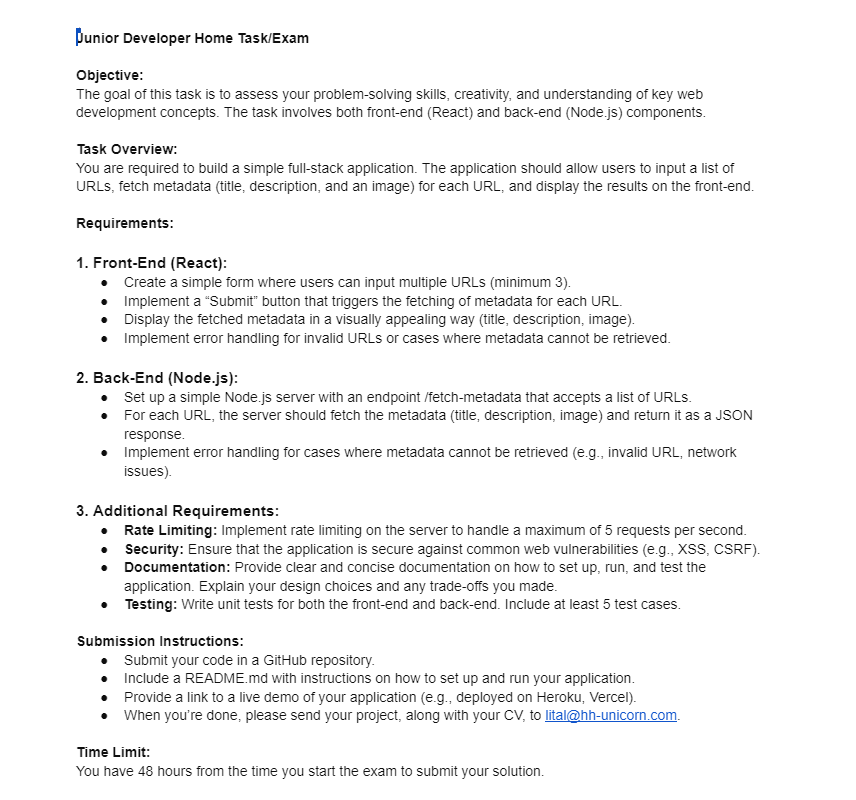 Junior Developer Home Task/Exam
Objective:
The goal of this task is to assess your problem-solving skills, creativity, and understanding of key web
development concepts. The task involves both front-end (React) and back-end (Node.js) components.
Task Overview:
You are required to build a simple full-stack application. The application should allow users to input a list of
URLs, fetch metadata (title, description, and an image) for each URL, and display the results on the front-end.
Requirements:
1. Front-End (React):
● Create a simple form where users can input multiple URLs (minimum 3).
● Implement a “Submit” button that triggers the fetching of metadata for each URL.
● Display the fetched metadata in a visually appealing way (title, description, image).
● Implement error handling for invalid URLs or cases where metadata cannot be retrieved.
2. Back-End (Node.js):
● Set up a simple Node.js server with an endpoint /fetch-metadata that accepts a list of URLs.
● For each URL, the server should fetch the metadata (title, description, image) and return it as a JSON
response.
● Implement error handling for cases where metadata cannot be retrieved (e.g., invalid URL, network
issues).
3. Additional Requirements:
● Rate Limiting: Implement rate limiting on the server to handle a maximum of 5 requests per second.
● Security: Ensure that the application is secure against common web vulnerabilities (e.g., XSS, CSRF).
● Documentation: Provide clear and concise documentation on how to set up, run, and test the
application. Explain your design choices and any trade-offs you made.
● Testing: Write unit tests for both the front-end and back-end. Include at least 5 test cases.
Submission Instructions:
● Submit your code in a GitHub repository.
● Include a README.md with instructions on how to set up and run your application.
● Provide a link to a live demo of your application (e.g., deployed on Heroku, Vercel).
● When you’re done, please send your project, along with your CV, to lital@hh-unicorn.com.
Time Limit:
You have 48 hours from the time you start the exam to submit your solution.